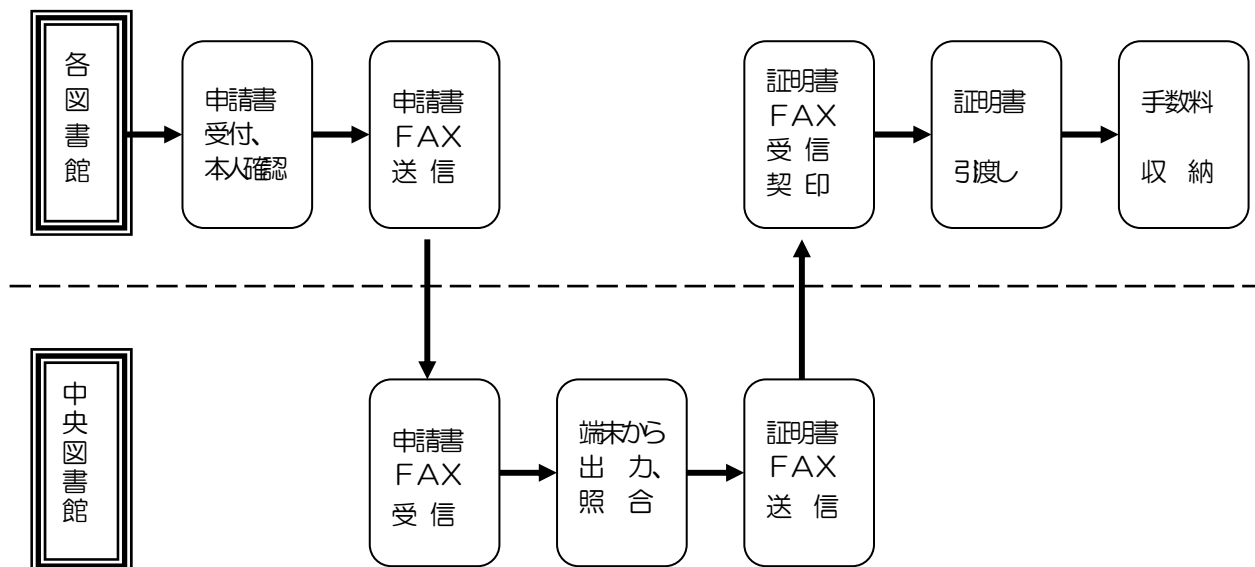 各図書館
申請書
受付、
本人確認
申請書
ＦＡＸ
送 信
証明書
ＦＡＸ
受 信
契 印
証明書
引渡し
手数料
収　納
中央図書館
申請書
ＦＡＸ
受 信
端末から
出　力、
照　合
証明書
ＦＡＸ
送 信